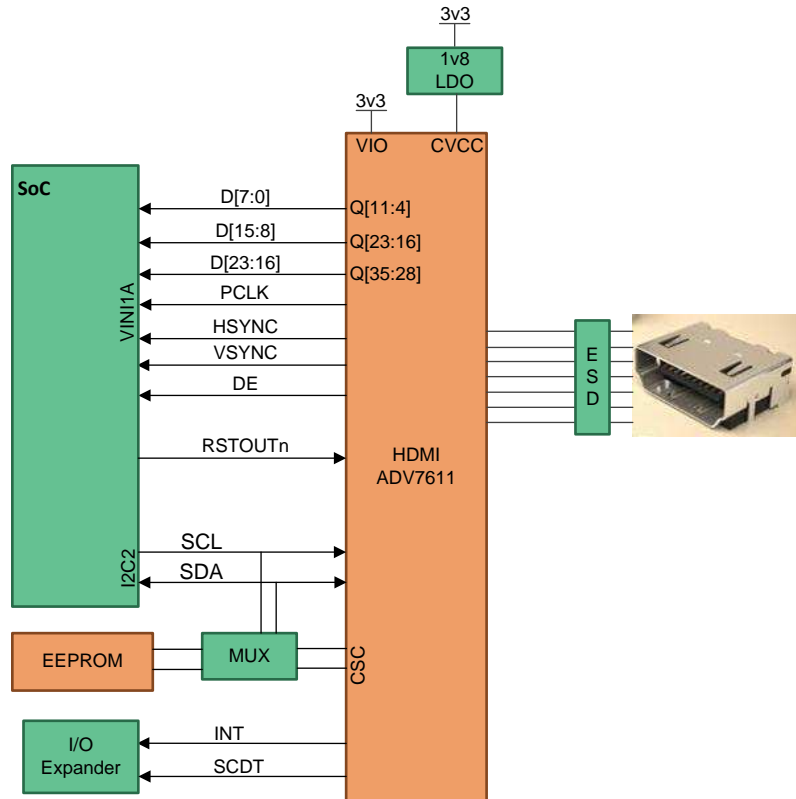 3v3
1v8
LDO
3v3
VIO
CVCC
SoC
D[7:0]
Q[11:4]
D[15:8]
Q[23:16]
D[23:16]
Q[35:28]
PCLK
VINI1A
HSYNC
VSYNC
DE
E
S
D
RSTOUTn
HDMI
ADV7611
SCL
I2C2
SDA
EEPROM
MUX
CSC
I/O
Expander
INT
SCDT